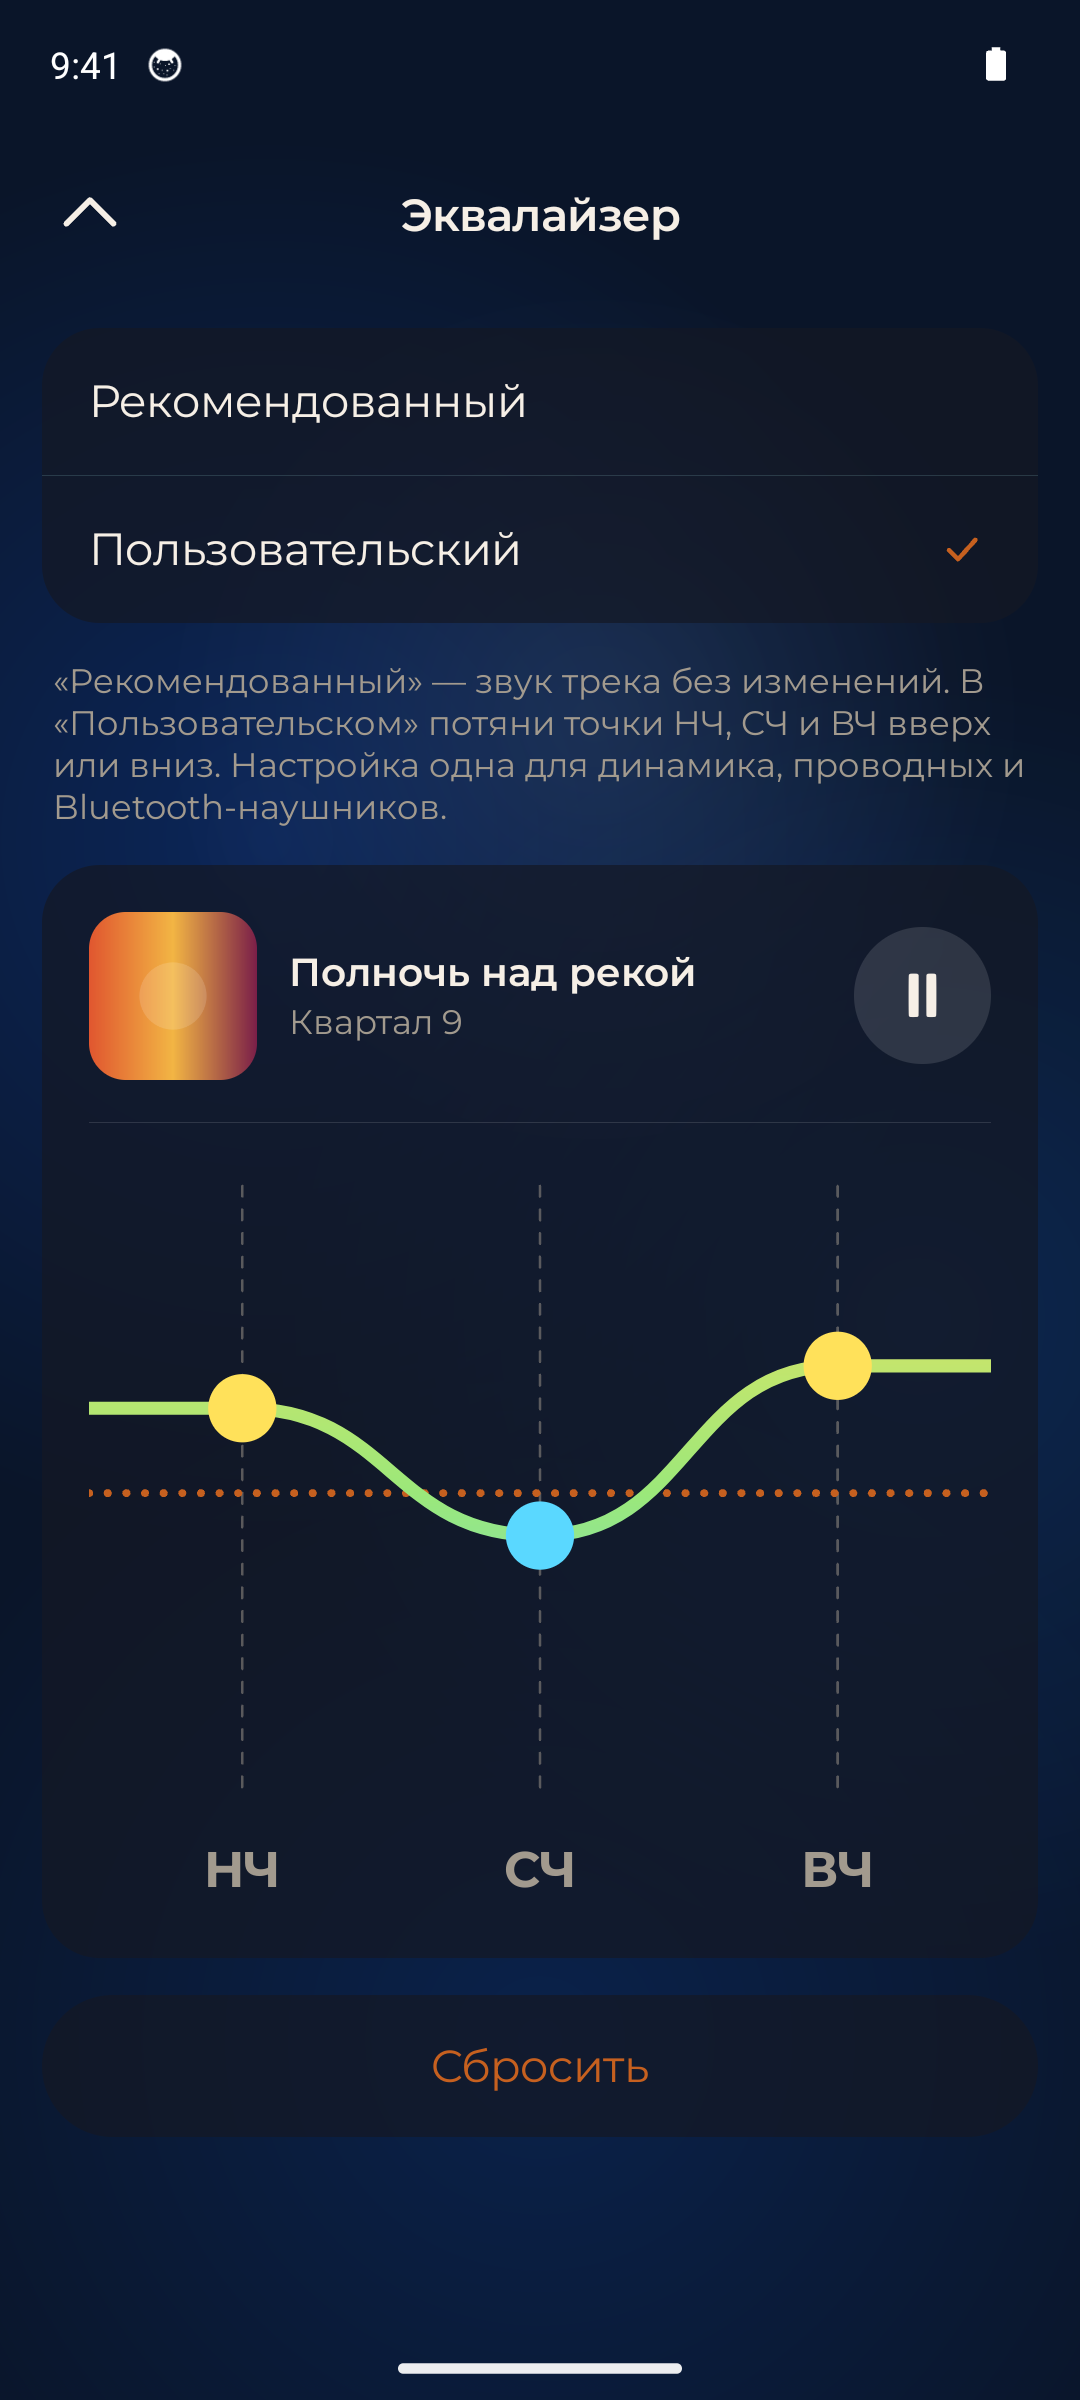 9:41
Эквалайзер
Рекомендованный
Пользовательский
«Рекомендованный» — звук трека без изменений. В
«Пользовательском» потяни точки НЧ, СЧ и ВЧ вверх
или вниз. Настройка одна для динамика, проводных и
Bluetooth-наушников.
Полночь над рекой
Квартал 9
НЧ СЧ ВЧ
Сбросить